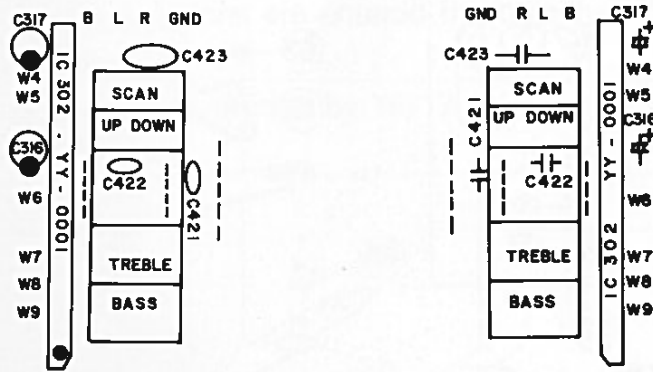 C317 B L R GND
C423
W4
W5
SCAN
UP DOWN
C316
C422
C421
IC 302 - YY-0001
W6
W7
TREBLE
W8
BASS
W9
GND R L B C317
C423
W4
SCAN
W5
C421
UP DOWN
C316
C422
YY-0001
IC 302
W6
TREBLE
W7
W8
BASS
W9